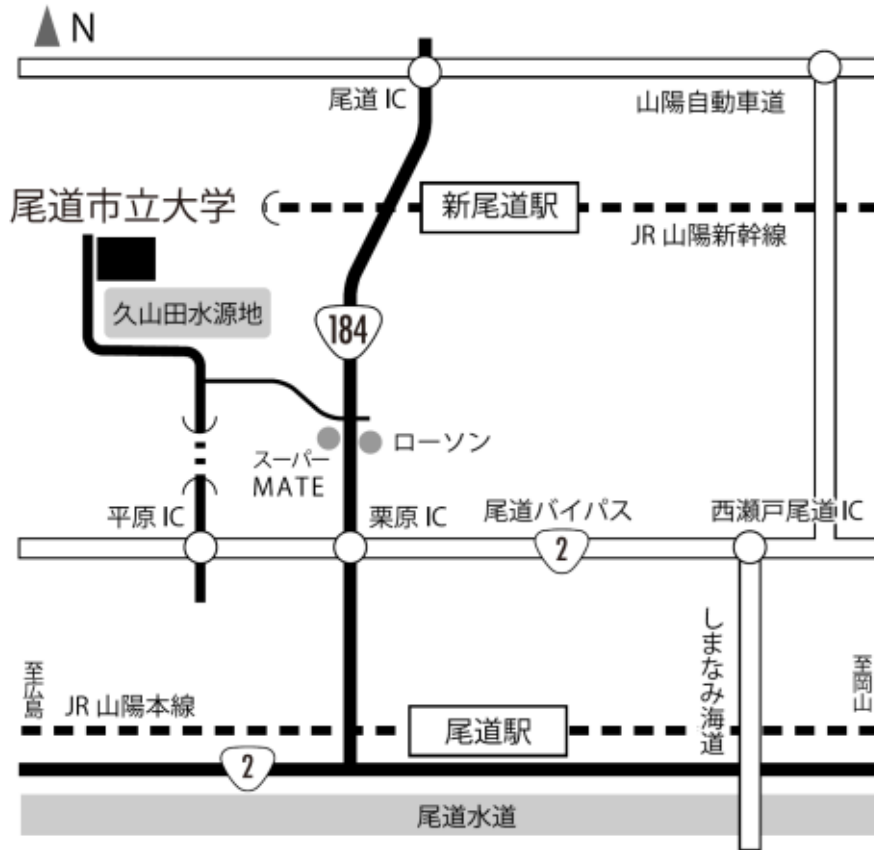 N
尾道 IC
山陽自動車道
尾道市立大学
新尾道駅
JR 山陽新幹線
久山田水源地
184
ローソン
スーパー
MATE
平原 IC
栗原 IC
尾道バイパス
2
西瀬戸尾道 IC
しまなみ海道
至広島
至岡山
JR 山陽本線
尾道駅
2
尾道水道